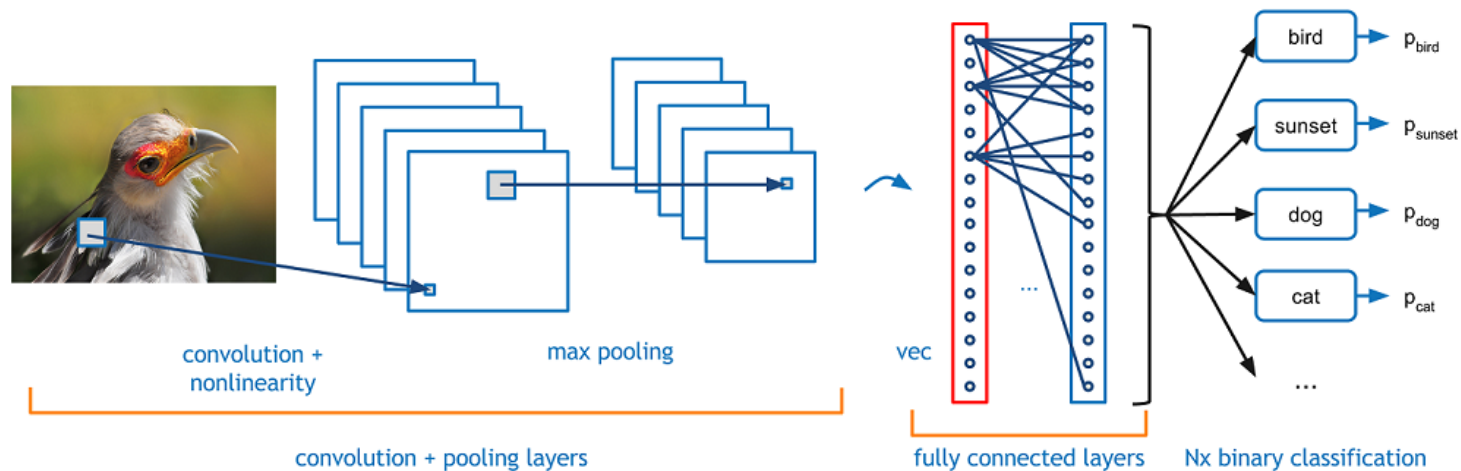 bird
p_bird
sunset
p_sunset
dog
p_dog
cat
p_cat
...
...
convolution +
nonlinearity
max pooling
vec
convolution + pooling layers
fully connected layers
Nx binary classification